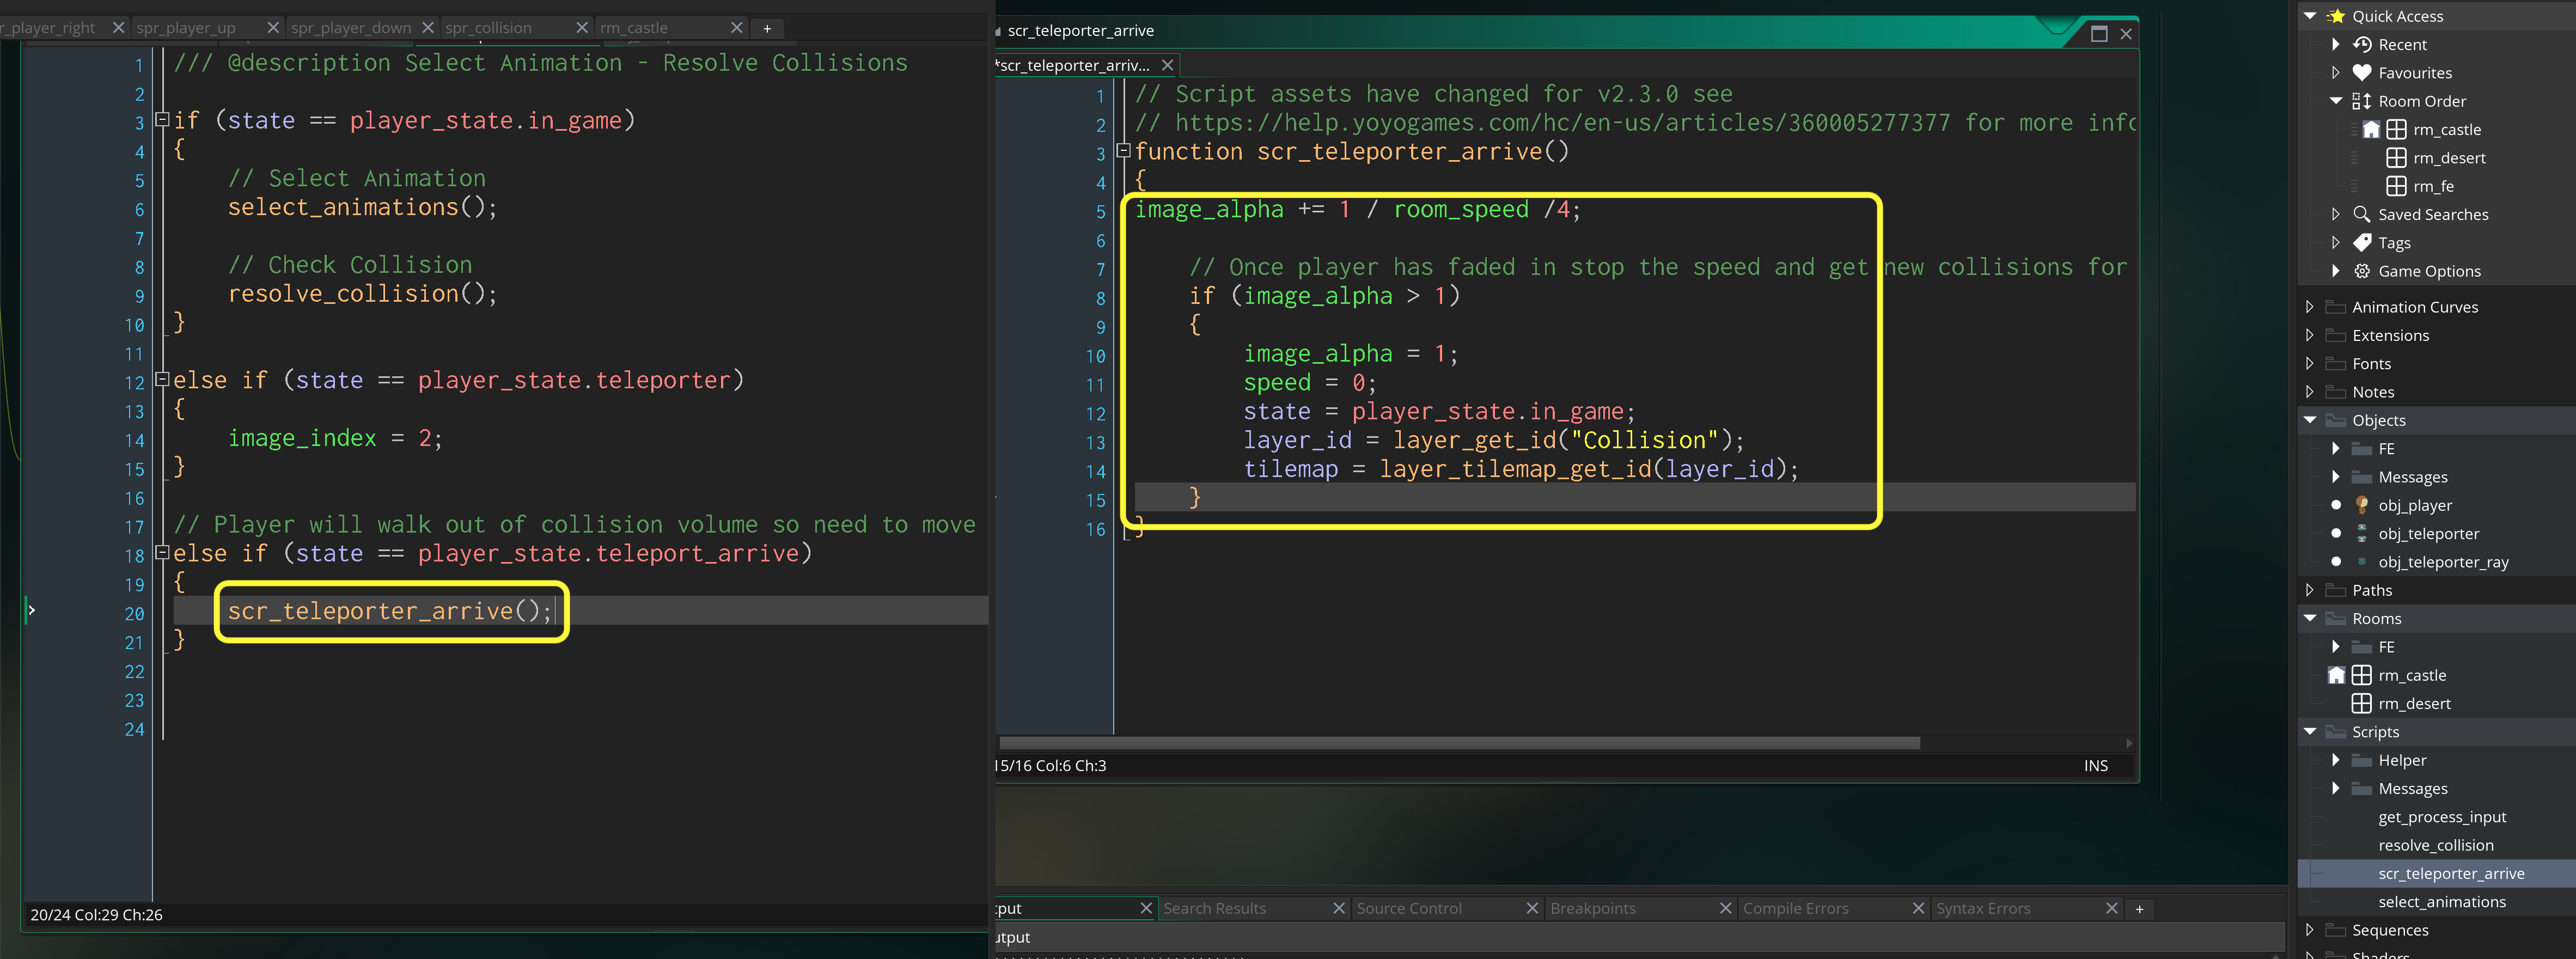 spr_player_up
spr_player_down
spr_collision
rm_castle
+
1 /// @description Select Animation - Resolve Collisions
2
3 if (state == player_state.in_game)
4 {
5 // Select Animation
6 select_animations();
7
8 // Check Collision
9 resolve_collision();
10 }
11
12 else if (state == player_state.teleporter)
13 {
14 image_index = 2;
15 }
16
17 // Player will walk out of collision volume so need to move
18 else if (state == player_state.teleport_arrive)
19 {
20 scr_teleporter_arrive();
21 }
22
23
24
20/24 Col:29 Ch:26
scr_teleporter_arrive
*scr_teleporter_arriv...
1 // Script assets have changed for v2.3.0 see
2 // https://help.yoyogames.com/hc/en-us/articles/360005277377 for more info
3 function scr_teleporter_arrive()
4 {
5 image_alpha += 1 / room_speed /4;
6
7 // Once player has faded in stop the speed and get new collisions for
8 if (image_alpha > 1)
9 {
10 image_alpha = 1;
11 speed = 0;
12 state = player_state.in_game;
13 layer_id = layer_get_id("Collision");
14 tilemap = layer_tilemap_get_id(layer_id);
15 }
16 }
15/16 Col:6 Ch:3
INS
Search Results
Source Control
Breakpoints
Compile Errors
Syntax Errors
+
Quick Access
Recent
Favourites
Room Order
rm_castle
rm_desert
rm_fe
Saved Searches
Tags
Game Options
Animation Curves
Extensions
Fonts
Notes
Objects
FE
Messages
obj_player
obj_teleporter
obj_teleporter_ray
Paths
Rooms
FE
rm_castle
rm_desert
Scripts
Helper
Messages
get_process_input
resolve_collision
scr_teleporter_arrive
select_animations
Sequences